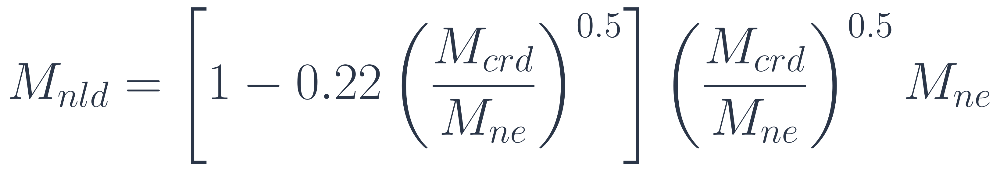 M_{nld} = \left[ 1 - 0.22 \left( \frac{M_{crd}}{M_{ne}} \right)^{0.5} \right] \left( \frac{M_{crd}}{M_{ne}} \right)^{0.5} M_{ne}